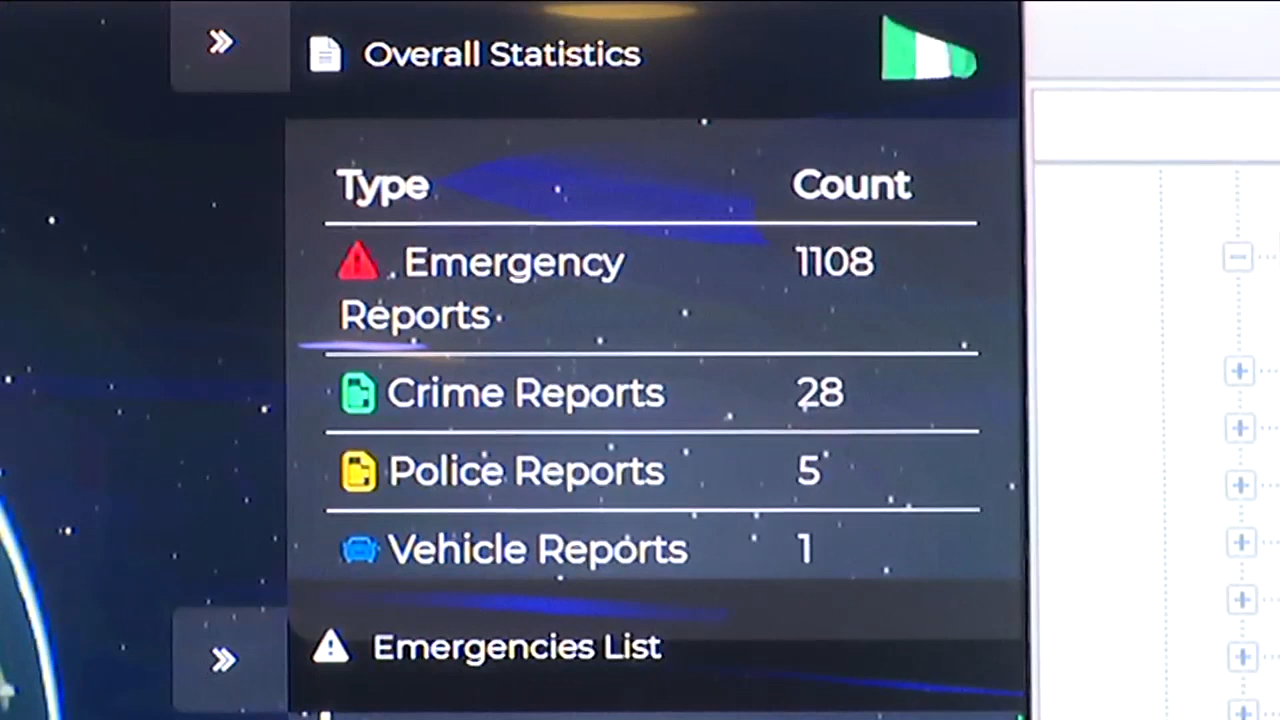 Overall Statistics
Type Count
Emergency 1108
Reports
Crime Reports 28
Police Reports 5
Vehicle Reports 1
Emergencies List